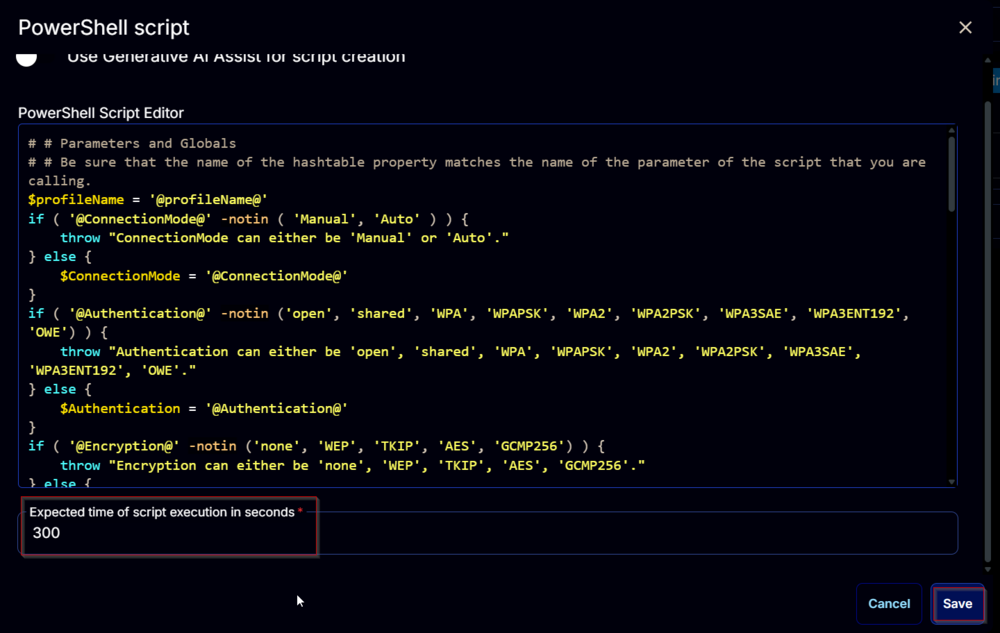 PowerShell script
Use Generative AI Assist for script creation
PowerShell Script Editor
# # Parameters and Globals
# # Be sure that the name of the hashtable property matches the name of the parameter of the script that you are
calling.
$profileName = '@profileName@'
if ( '@ConnectionMode@' -notin ( 'Manual', 'Auto' ) ) {
    throw "ConnectionMode can either be 'Manual' or 'Auto'."
} else {
    $ConnectionMode = '@ConnectionMode@'
}
if ( '@Authentication@' -notin ('open', 'shared', 'WPA', 'WPAPSK', 'WPA2', 'WPA2PSK', 'WPA3SAE', 'WPA3ENT192',
'OWE') ) {
    throw "Authentication can either be 'open', 'shared', 'WPA', 'WPAPSK', 'WPA2', 'WPA2PSK', 'WPA3SAE',
'WPA3ENT192', 'OWE'."
} else {
    $Authentication = '@Authentication@'
}
if ( '@Encryption@' -notin ('none', 'WEP', 'TKIP', 'AES', 'GCMP256') ) {
    throw "Encryption can either be 'none', 'WEP', 'TKIP', 'AES', 'GCMP256'."
} else {
Expected time of script execution in seconds *
300
Cancel
Save